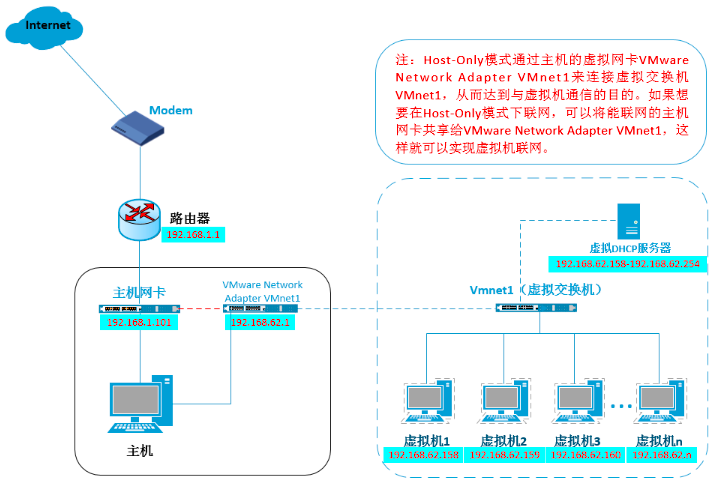 Internet
Modem
注：Host-Only模式通过主机的虚拟网卡VMware
Network Adapter VMnet1来连接虚拟交换机
VMnet1，从而达到与虚拟机通信的目的。如果想
要在Host-Only模式下联网，可以将能联网的主机
网卡共享给VMware Network Adapter VMnet1，这
样就可以实现虚拟机联网。
路由器
192.168.1.1
虚拟DHCP服务器
192.168.62.158-192.168.62.254
主机网卡
192.168.1.101
VMware Network
Adapter VMnet1
192.168.62.1
Vmnet1（虚拟交换机）
主机
虚拟机1
192.168.62.158
虚拟机2
192.168.62.159
虚拟机3
192.168.62.160
...
虚拟机n
192.168.62.n